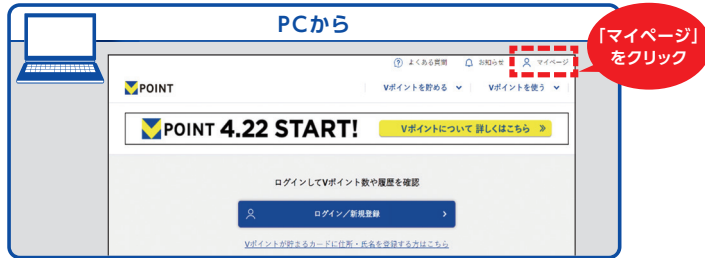 PCから
「マイページ」
をクリック
よくある質問 お知らせ マイページ
VPOINT Vポイントを貯める Vポイントを使う
VPOINT 4.22 START! Vポイントについて 詳しくはこちら
ログインしてVポイント数や履歴を確認
ログイン／新規登録
Vポイントが貯まるカードに住所・氏名を登録する方はこちら